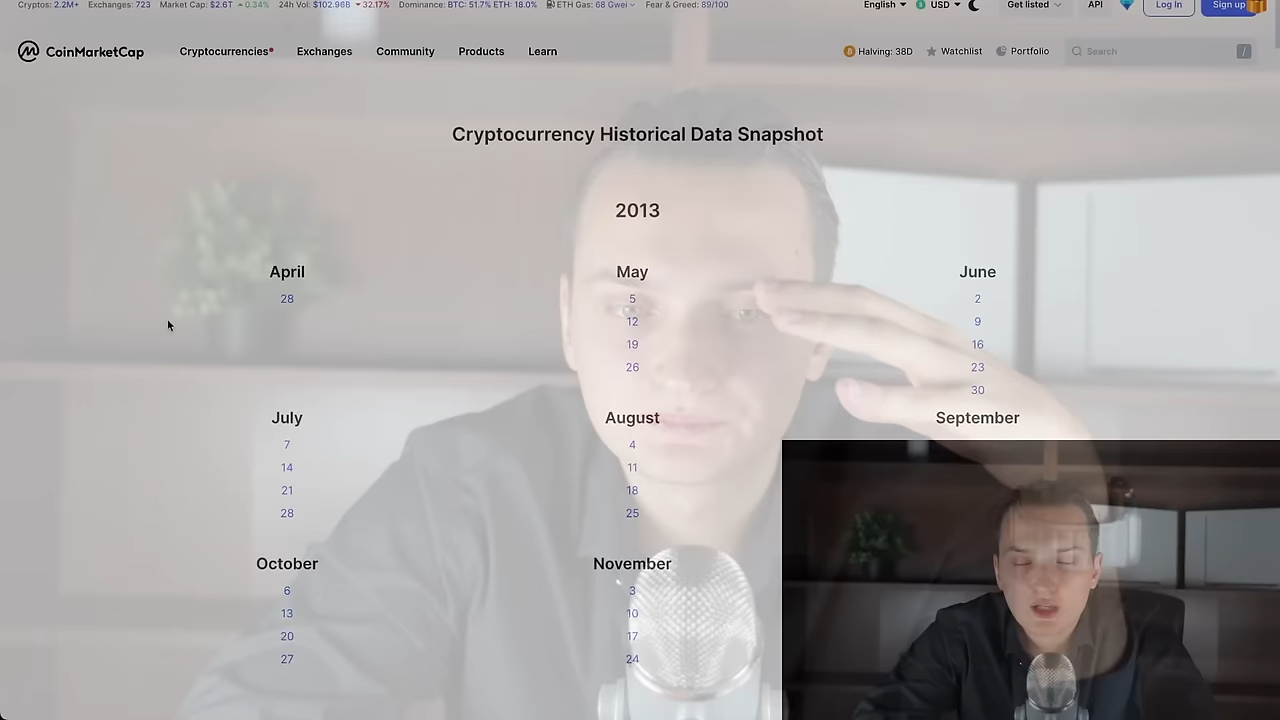 Cryptos: 2.2M+ Exchanges: 723 Market Cap: $2.6T 0.34% 24h Vol: $102.96B 32.17% Dominance: BTC: 51.7% ETH: 18.0% ETH Gas: 68 Gwei Fear & Greed: 89/100 English USD Get listed API Log In Sign up
CoinMarketCap Cryptocurrencies Exchanges Community Products Learn Halving: 38D Watchlist Portfolio Search /
Cryptocurrency Historical Data Snapshot
2013
April May June
28 5 2
12 9
19 16
26 23
30
July August September
7 4
14 11
21 18
28 25
October November
6 3
13 10
20 17
27 24